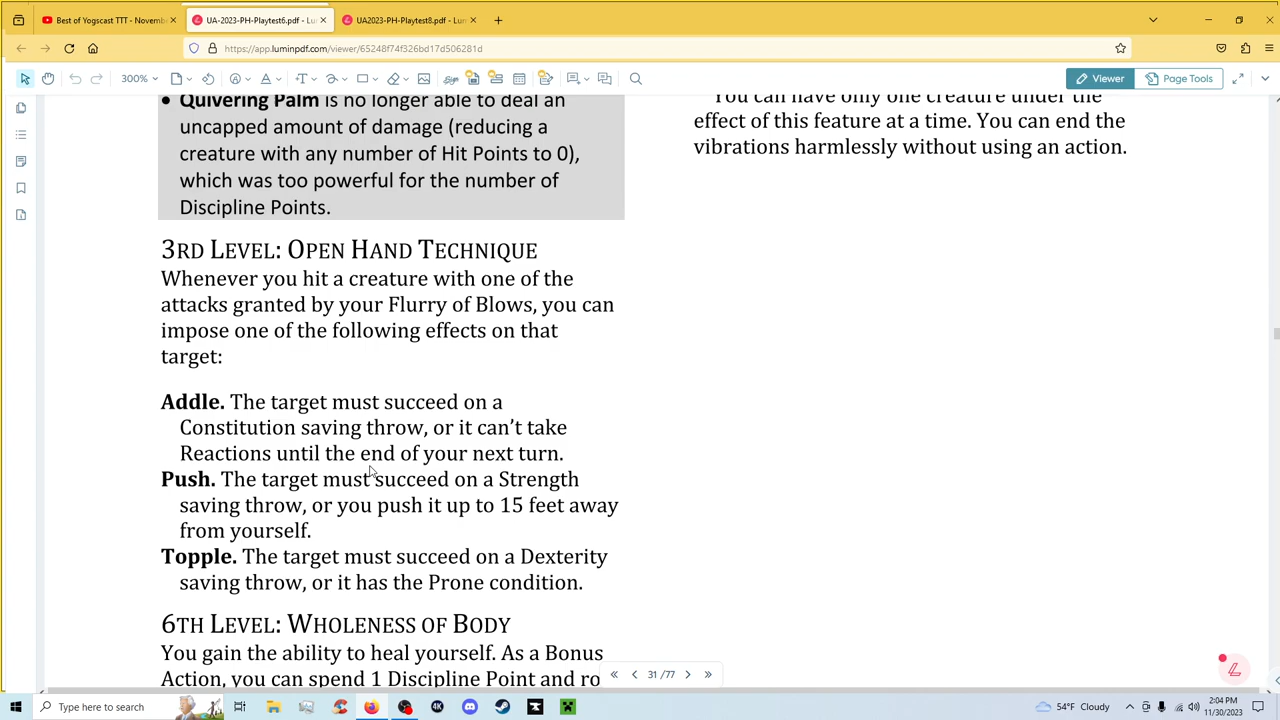 Best of Yogscast TTT - Novemb
UA-2023-PH-Playtest6.pdf - Lu
UA2023-PH-Playtest8.pdf - Lum
https://app.luminpdf.com/viewer/65248f74f326bd17d506281d
300%
Viewer
Page Tools
• Quivering Palm is no longer able to deal an
uncapped amount of damage (reducing a
creature with any number of Hit Points to 0),
which was too powerful for the number of
Discipline Points.
3RD LEVEL: OPEN HAND TECHNIQUE
Whenever you hit a creature with one of the
attacks granted by your Flurry of Blows, you can
impose one of the following effects on that
target:
Addle. The target must succeed on a
Constitution saving throw, or it can’t take
Reactions until the end of your next turn.
Push. The target must succeed on a Strength
saving throw, or you push it up to 15 feet away
from yourself.
Topple. The target must succeed on a Dexterity
saving throw, or it has the Prone condition.
6TH LEVEL: WHOLENESS OF BODY
You gain the ability to heal yourself. As a Bonus
Action, you can spend 1 Discipline Point and ro
You can have only one creature under the
effect of this feature at a time. You can end the
vibrations harmlessly without using an action.
31 /77
Type here to search
54°F Cloudy
2:04 PM
11/30/2023